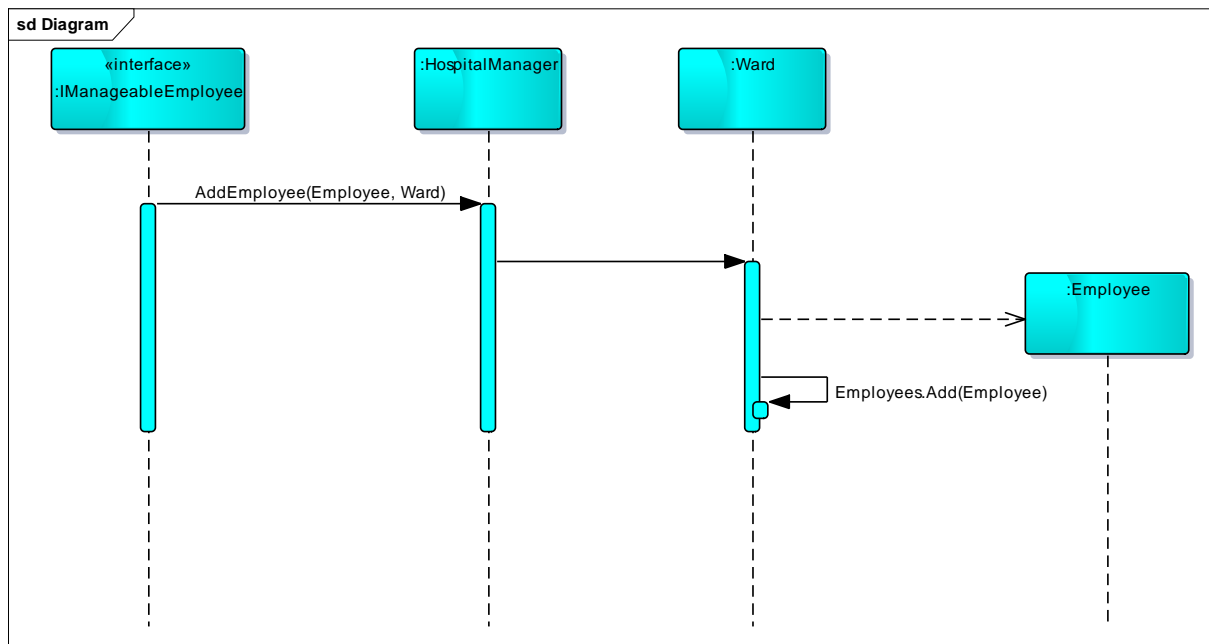 sd Diagram
«interface»
:IManageableEmployee
:HospitalManager
:Ward
AddEmployee(Employee, Ward)
:Employee
Employees.Add(Employee)